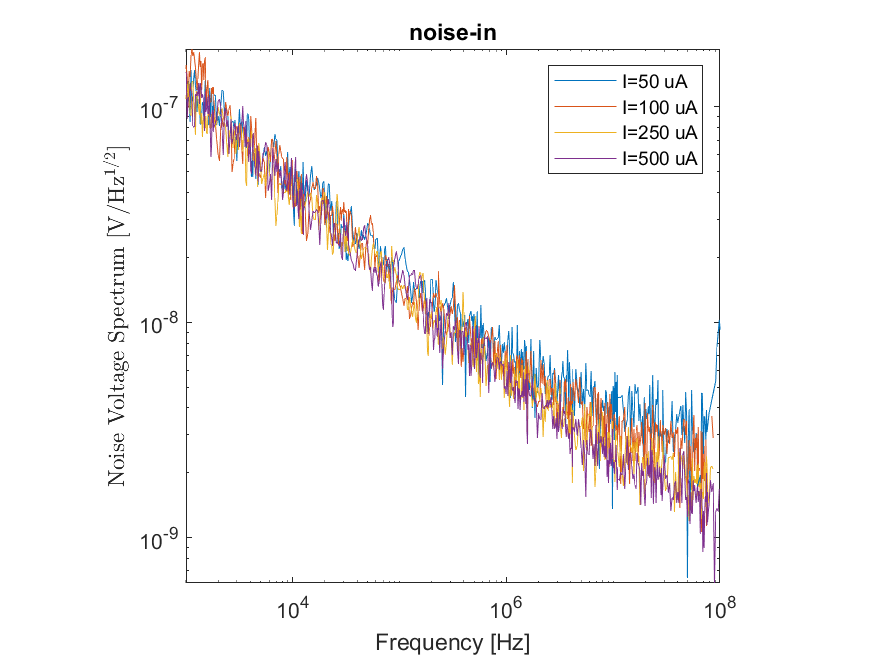 noise-in
I=50 uA
I=100 uA
I=250 uA
I=500 uA
Noise Voltage Spectrum [V/Hz^{1/2}]
10^{-7}
10^{-8}
10^{-9}
10^4 10^6 10^8
Frequency [Hz]